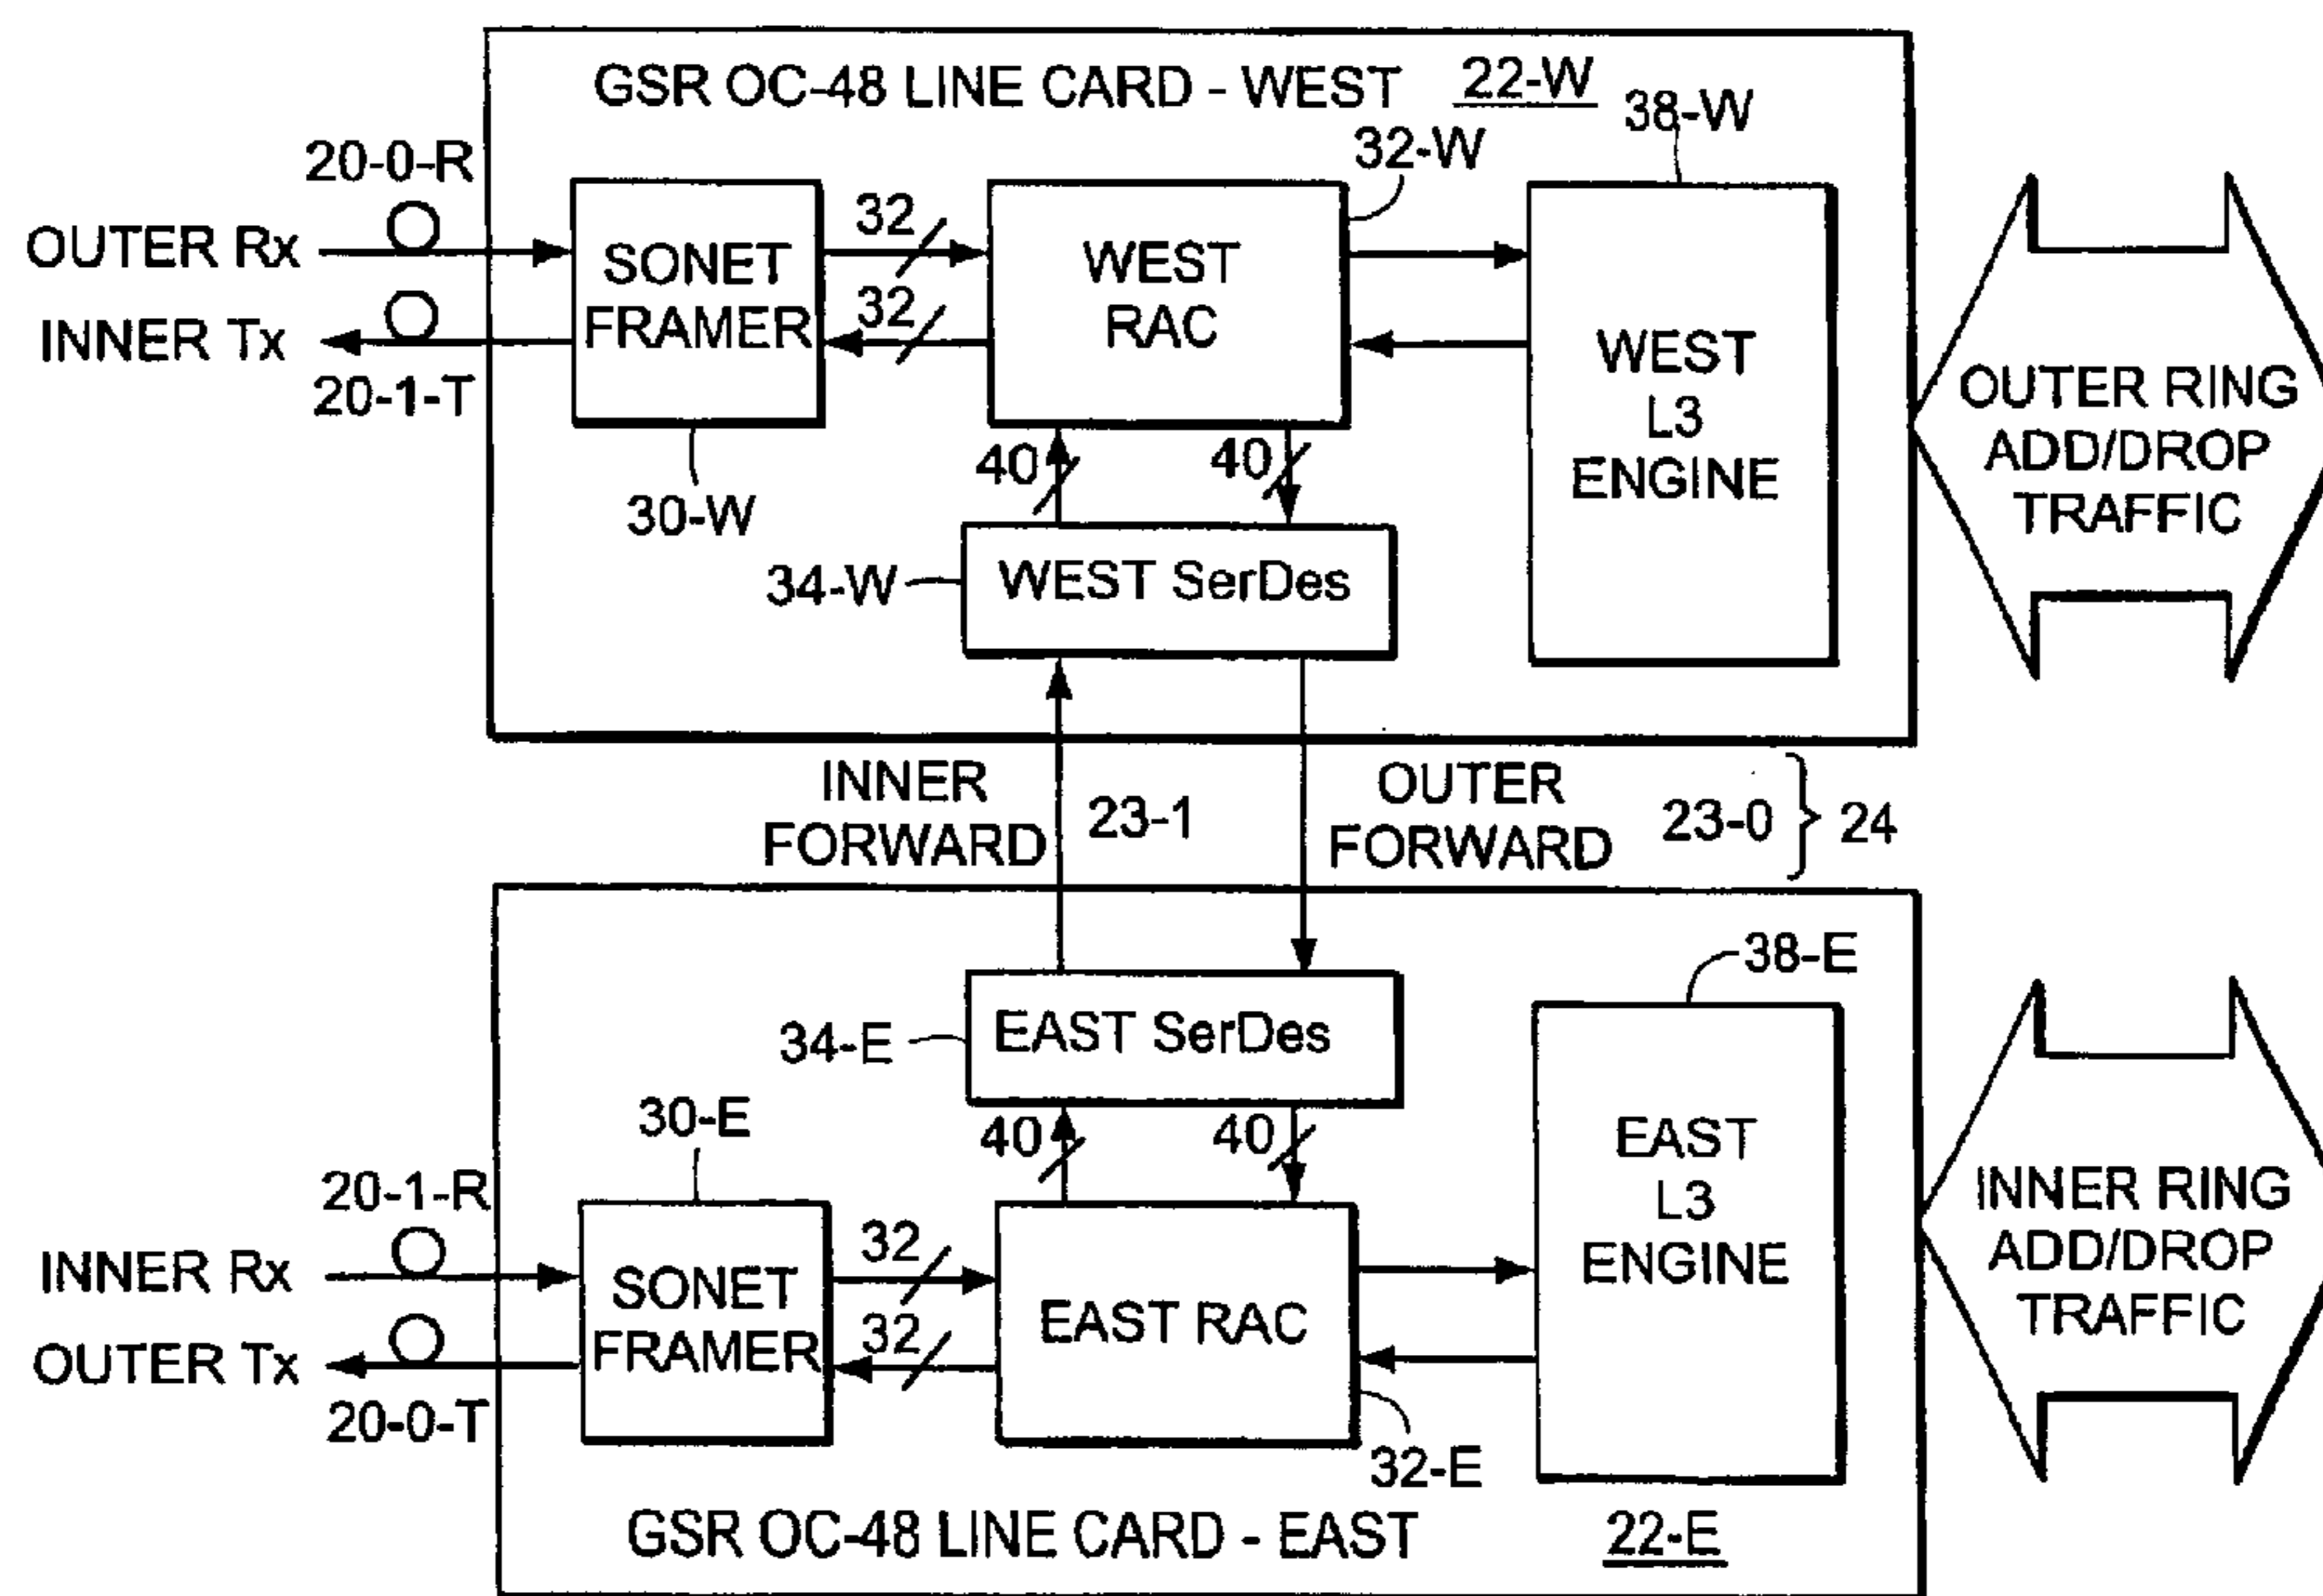 GSR OC-48 LINE CARD - WEST 22-W
38-W
32-W
20-0-R
OUTER Rx
INNER Tx
20-1-T
SONET
FRAMER
32
32
WEST
RAC
WEST
L3
ENGINE
OUTER RING
ADD/DROP
TRAFFIC
30-W
40
40
34-W
WEST SerDes
INNER
FORWARD
23-1
OUTER
FORWARD
23-0
24
38-E
34-E
EAST SerDes
30-E
40
40
20-1-R
INNER Rx
OUTER Tx
20-0-T
SONET
FRAMER
32
32
EAST RAC
EAST
L3
ENGINE
INNER RING
ADD/DROP
TRAFFIC
32-E
GSR OC-48 LINE CARD - EAST 22-E